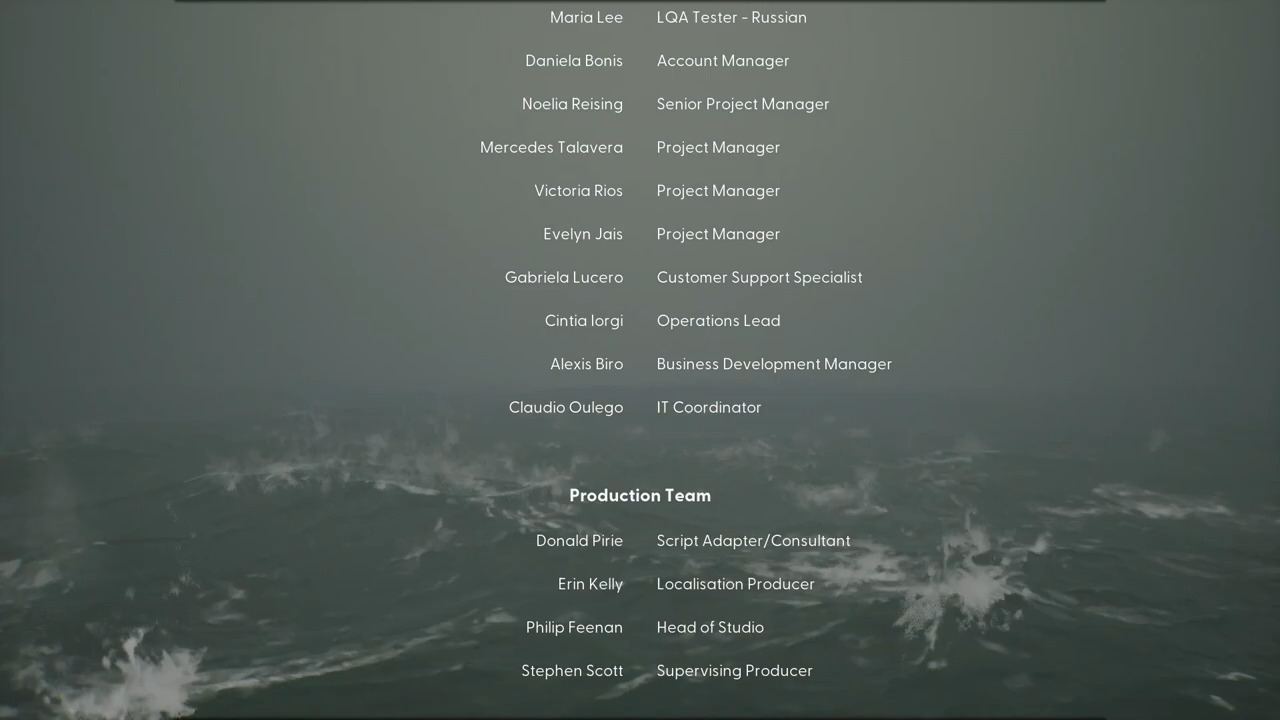 Maria Lee LQA Tester - Russian
Daniela Bonis Account Manager
Noelia Reising Senior Project Manager
Mercedes Talavera Project Manager
Victoria Rios Project Manager
Evelyn Jais Project Manager
Gabriela Lucero Customer Support Specialist
Cintia Iorgi Operations Lead
Alexis Biro Business Development Manager
Claudio Oulego IT Coordinator
Production Team
Donald Pirie Script Adapter/Consultant
Erin Kelly Localisation Producer
Philip Feenan Head of Studio
Stephen Scott Supervising Producer